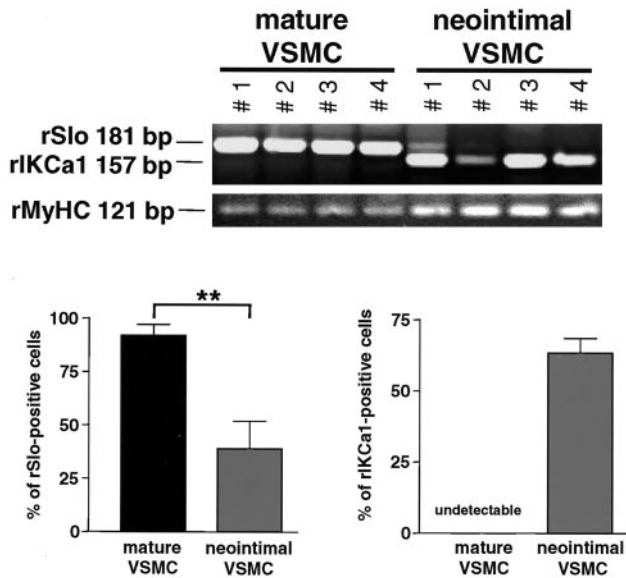 mature neointimal
VSMC VSMC
# 1 # 2 # 3 # 4 # 1 # 2 # 3 # 4
rSlo 181 bp
rIKCa1 157 bp
rMyHC 121 bp
**
% of rSlo-positive cells
100
75
50
25
0
mature neointimal
VSMC VSMC
% of rIKCa1-positive cells
75
50
25
0
undetectable
mature neointimal
VSMC VSMC